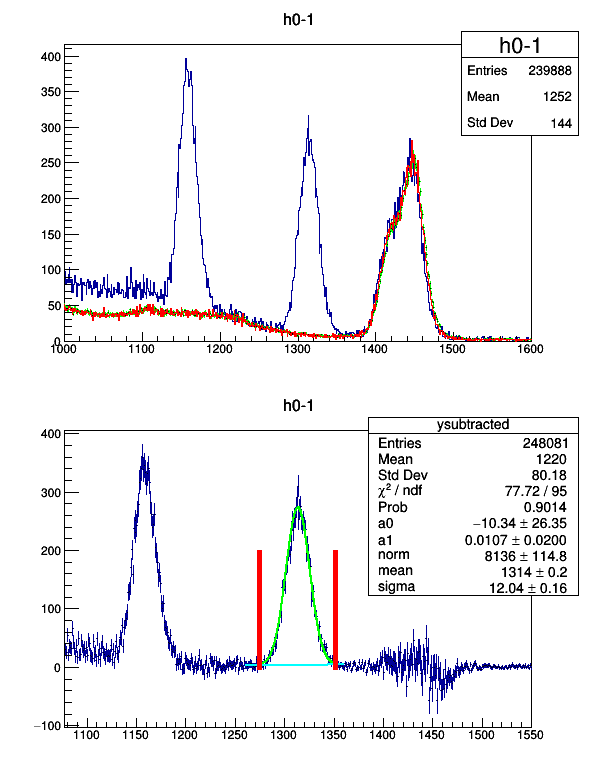 h0-1
h0-1
Entries 239888
Mean 1252
Std Dev 144
400
350
300
250
200
150
100
50
0
1000 1100 1200 1300 1400 1500 1600
h0-1
ysubtracted
Entries 248081
Mean 1220
Std Dev 80.18
χ² / ndf 77.72 / 95
Prob 0.9014
a0 −10.34 ± 26.35
a1 0.0107 ± 0.0200
norm 8136 ± 114.8
mean 1314 ± 0.2
sigma 12.04 ± 0.16
400
300
200
100
0
−100
1100 1150 1200 1250 1300 1350 1400 1450 1500 1550